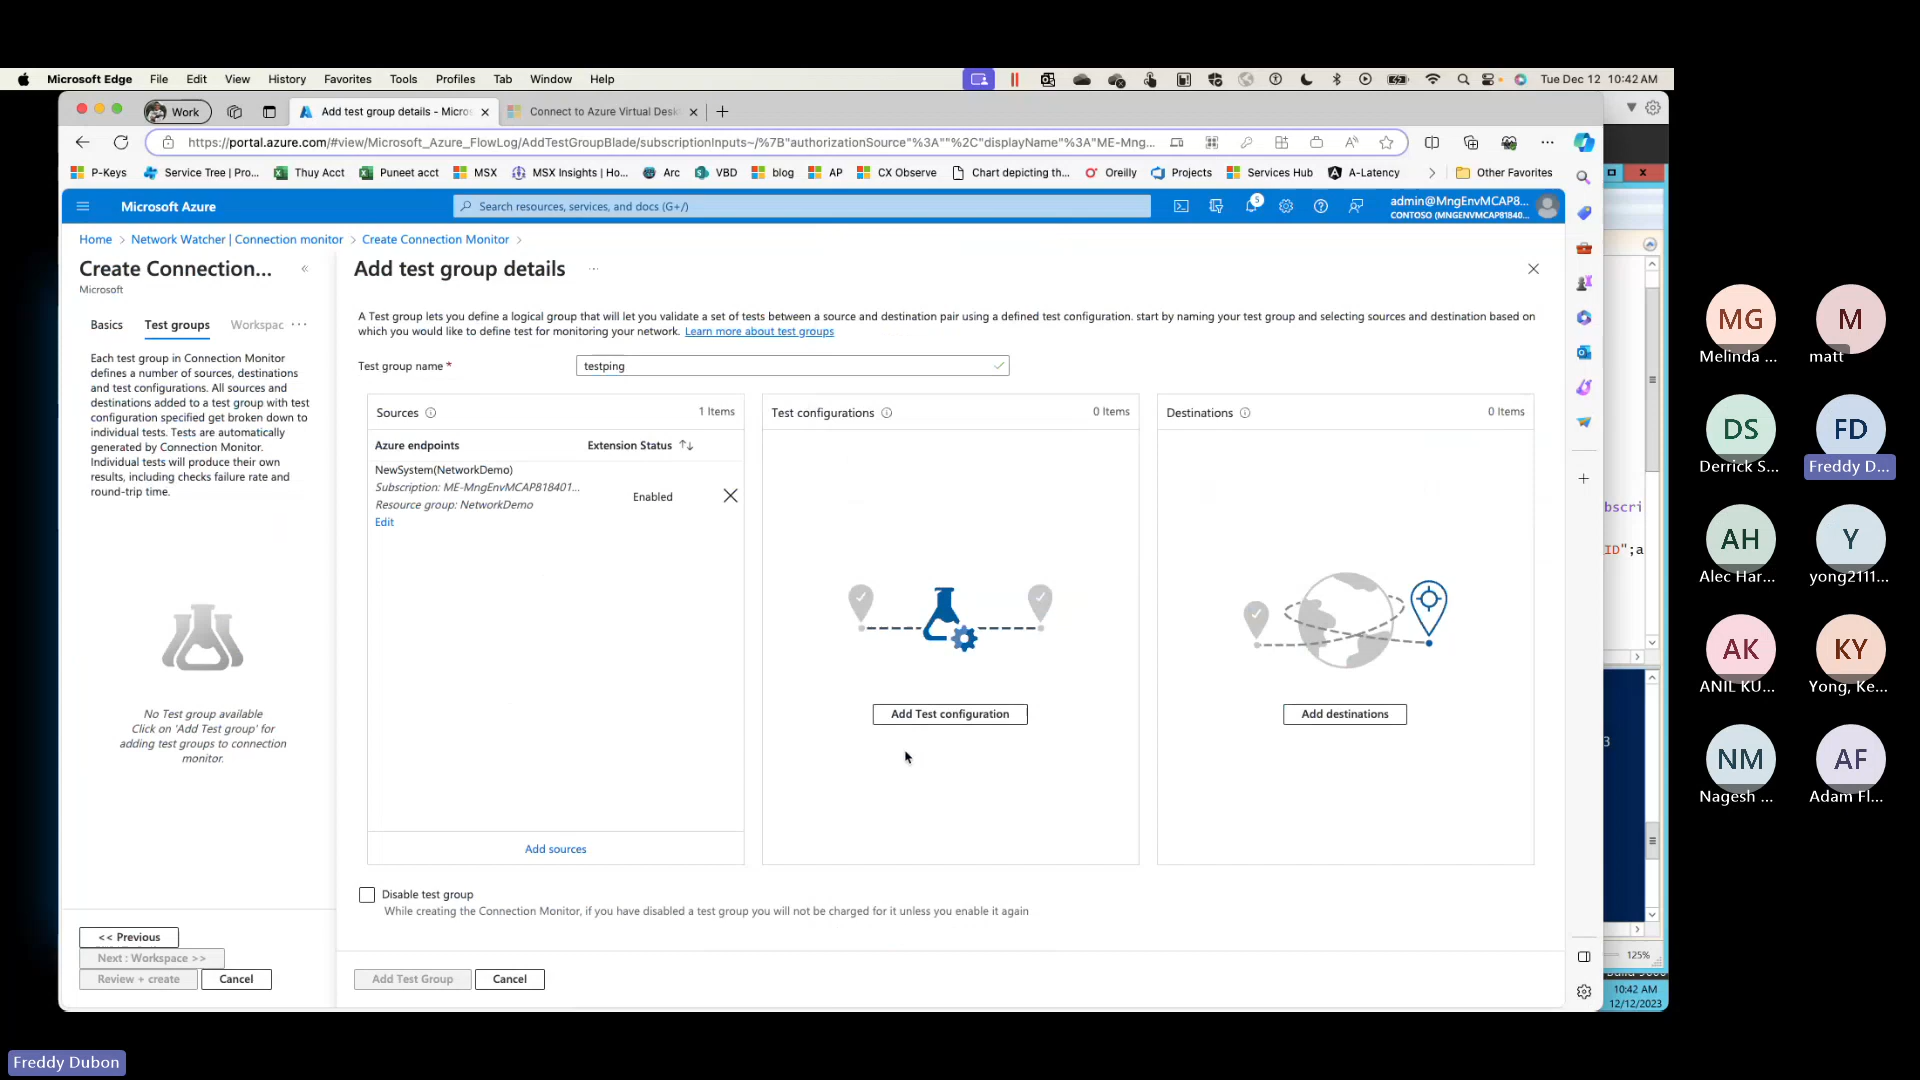 Microsoft Edge File Edit View History Favorites Tools Profiles Tab Window Help Tue Dec 12 10:42 AM
Work Add test group details - Micros Connect to Azure Virtual Desk
https://portal.azure.com/#view/Microsoft_Azure_FlowLog/AddTestGroupBlade/subscriptionInputs~/%7B"authorizationSource"%3A""%2C"displayName"%3A"ME-Mng...
P-Keys Service Tree | Pro... Thuy Acct Puneet acct MSX MSX Insights | Ho... Arc VBD blog AP CX Observe Chart depicting th... Oreilly Projects Services Hub A-Latency Other Favorites
Microsoft Azure
Search resources, services, and docs (G+/)
5
admin@MngEnvMCAP8...
CONTOSO (MNGENVMCAP81840...
Home > Network Watcher | Connection monitor > Create Connection Monitor >
Create Connection...
Microsoft
Basics Test groups Workspac ...
Each test group in Connection Monitor
defines a number of sources, destinations
and test configurations. All sources and
destinations added to a test group with test
configuration specified get broken down to
individual tests. Tests are automatically
generated by Connection Monitor.
Individual tests will produce their own
results, including checks failure rate and
round-trip time.
No Test group available
Click on 'Add Test group' for
adding test groups to connection
monitor.
<< Previous
Next : Workspace >>
Review + create Cancel
Add test group details ...
A Test group lets you define a logical group that will let you validate a set of tests between a source and destination pair using a defined test configuration. start by naming your test group and selecting sources and destination based on
which you would like to define test for monitoring your network. Learn more about test groups
Test group name * testping
Sources 1 Items
Azure endpoints Extension Status
NewSystem(NetworkDemo)
Subscription: ME-MngEnvMCAP818401...
Resource group: NetworkDemo
Enabled
Edit
Add sources
Test configurations 0 Items
Add Test configuration
Destinations 0 Items
Add destinations
Disable test group
While creating the Connection Monitor, if you have disabled a test group you will not be charged for it unless you enable it again
Add Test Group Cancel
bscri
ID";a
3
125%
10:42 AM
12/12/2023
MG
Melinda ...
M
matt
DS
Derrick S...
FD
Freddy D...
AH
Alec Har...
Y
yong2111...
AK
ANIL KU...
KY
Yong, Ke...
NM
Nagesh ...
AF
Adam Fl...
Freddy Dubon